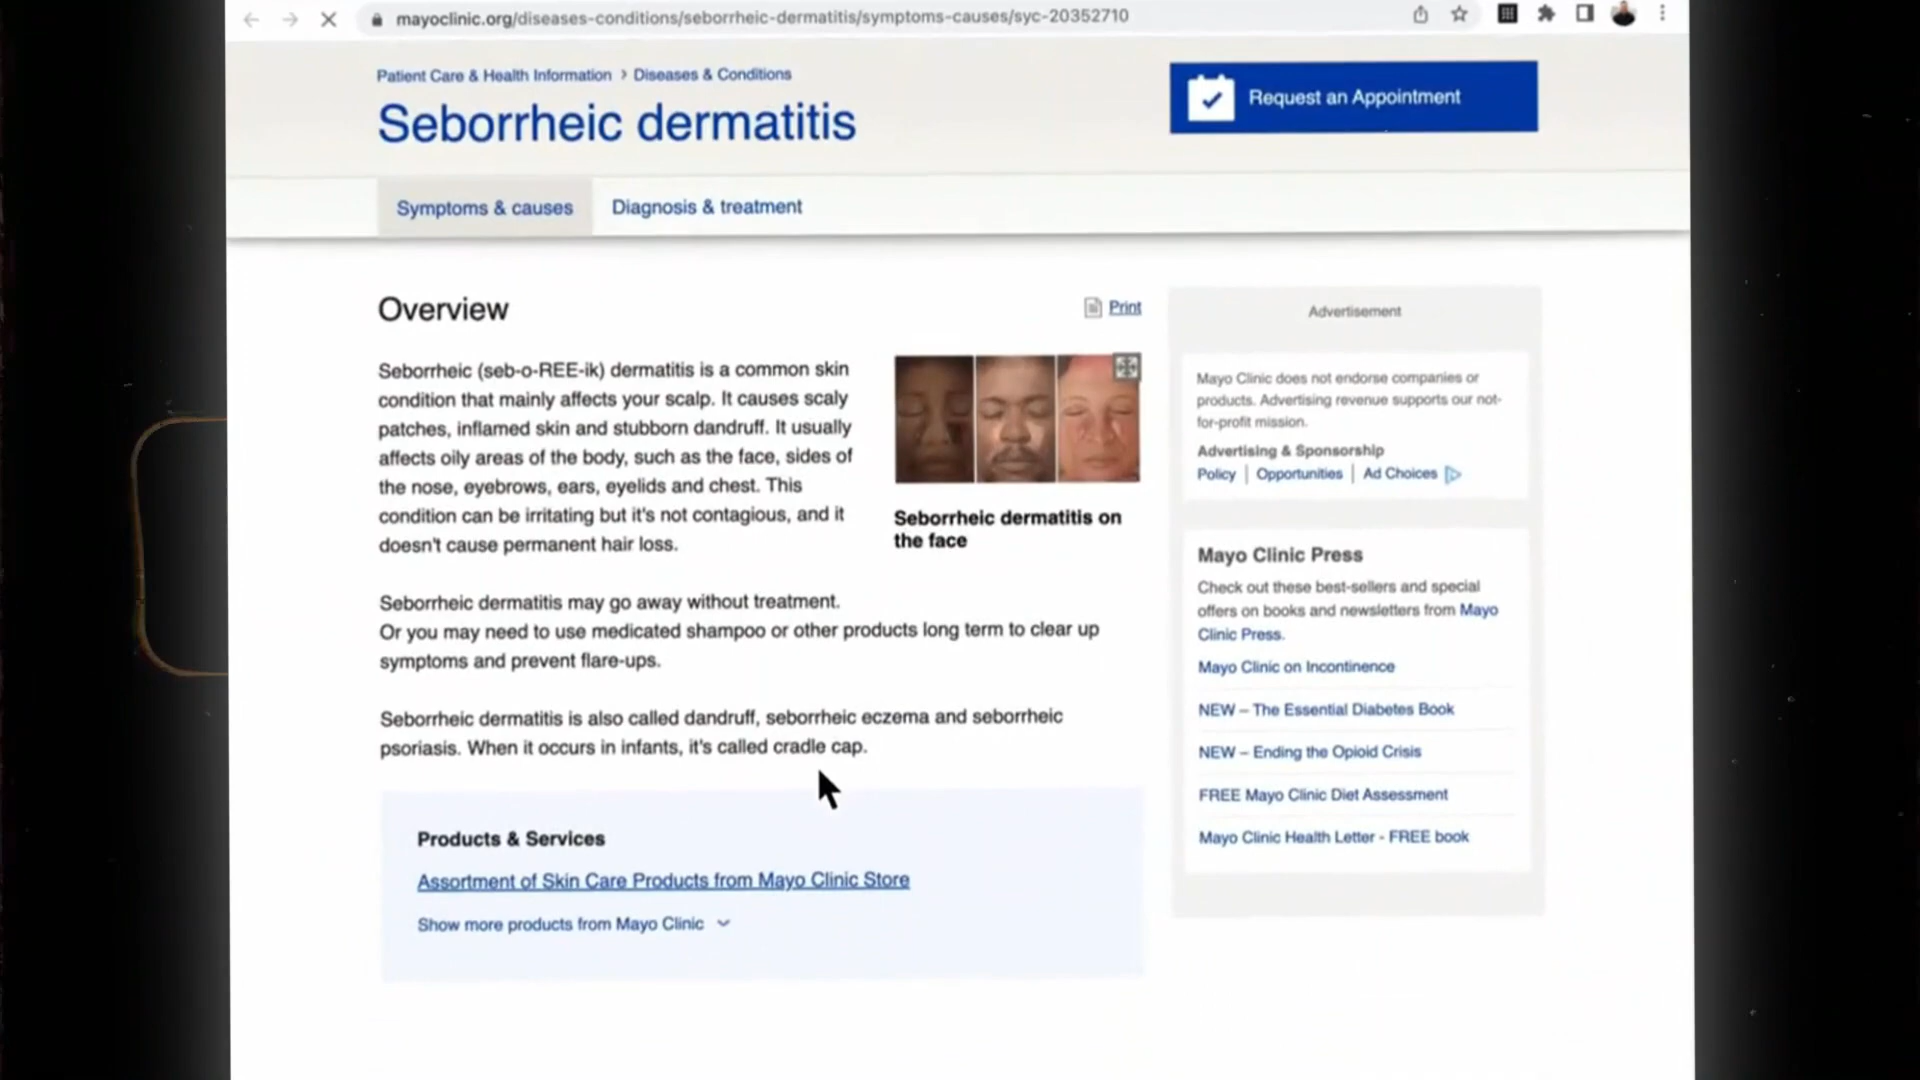 mayoclinic.org/diseases-conditions/seborrheic-dermatitis/symptoms-causes/syc-20352710
Patient Care & Health Information > Diseases & Conditions
Seborrheic dermatitis
Request an Appointment
Symptoms & causes
Diagnosis & treatment
Overview
Print
Seborrheic (seb-o-REE-ik) dermatitis is a common skin
condition that mainly affects your scalp. It causes scaly
patches, inflamed skin and stubborn dandruff. It usually
affects oily areas of the body, such as the face, sides of
the nose, eyebrows, ears, eyelids and chest. This
condition can be irritating but it's not contagious, and it
doesn't cause permanent hair loss.
Seborrheic dermatitis on
the face
Seborrheic dermatitis may go away without treatment.
Or you may need to use medicated shampoo or other products long term to clear up
symptoms and prevent flare-ups.
Seborrheic dermatitis is also called dandruff, seborrheic eczema and seborrheic
psoriasis. When it occurs in infants, it's called cradle cap.
Products & Services
Assortment of Skin Care Products from Mayo Clinic Store
Show more products from Mayo Clinic
Advertisement
Mayo Clinic does not endorse companies or
products. Advertising revenue supports our not-
for-profit mission.
Advertising & Sponsorship
Policy | Opportunities | Ad Choices
Mayo Clinic Press
Check out these best-sellers and special
offers on books and newsletters from Mayo
Clinic Press.
Mayo Clinic on Incontinence
NEW – The Essential Diabetes Book
NEW – Ending the Opioid Crisis
FREE Mayo Clinic Diet Assessment
Mayo Clinic Health Letter - FREE book